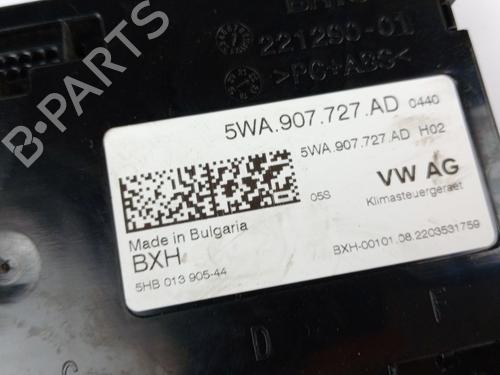 221290-01
>PC+ABS<
5WA.907.727.AD 0440
5WA.907.727.AD H02
05S VW AG
Klimasteuergeraet
Made in Bulgaria
BXH
BXH-00101.08.2203531759
5HB 013 905-44
C D E
B-PARTS